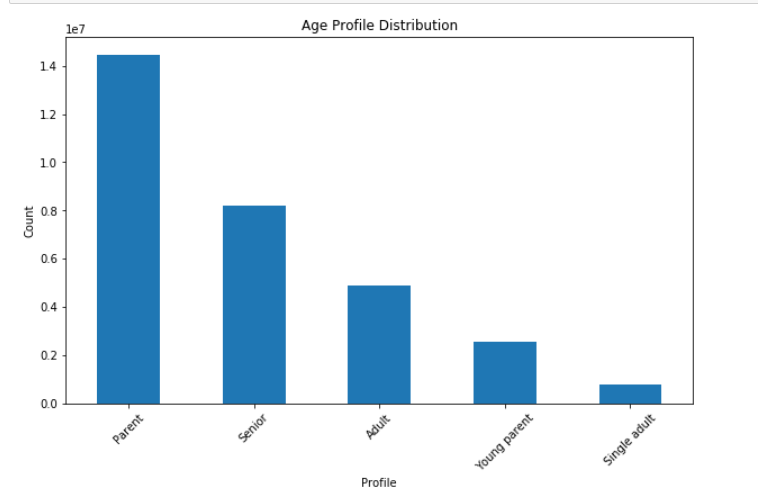 Age Profile Distribution
1e7
1.4
1.2
1.0
0.8
0.6
0.4
0.2
0.0
Count
Parent
Senior
Adult
Young parent
Single adult
Profile